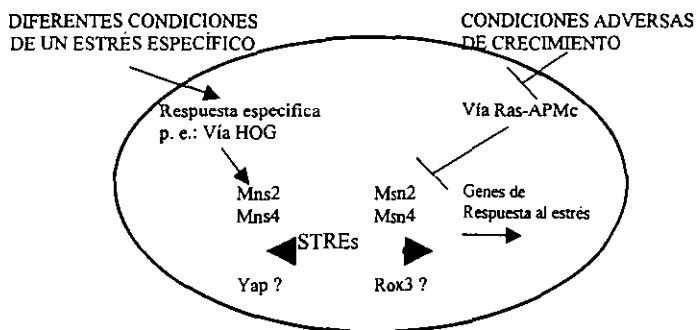 DIFERENTES CONDICIONES
DE UN ESTRÉS ESPECÍFICO
CONDICIONES ADVERSAS
DE CRECIMIENTO
Respuesta especifica
p. e.: Vía HOG
Vía Ras-APMc
Mns2
Mns4
Msn2
Msn4
Genes de
Respuesta al estrés
STREs
Yap ?
Rox3 ?